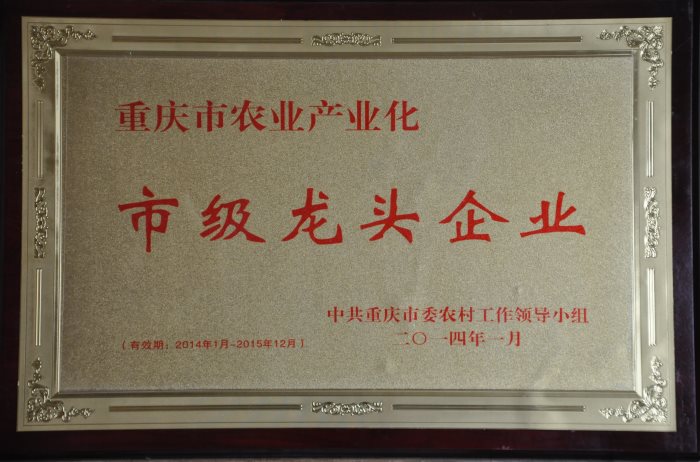 重庆市农业产业化
市级龙头企业
中共重庆市委农村工作领导小组
(有效期：2014年1月~2015年12月)
二〇一四年一月